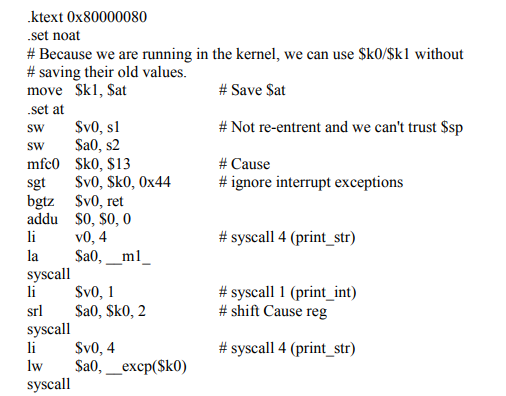 .ktext 0x80000080
.set noat
# Because we are running in the kernel, we can use $k0/$k1 without
# saving their old values.
move $k1, $at # Save $at
.set at
sw $v0, s1 # Not re-entrent and we can't trust $sp
sw $a0, s2
mfc0 $k0, $13 # Cause
sgt $v0, $k0, 0x44 # ignore interrupt exceptions
bgtz $v0, ret
addu $0, $0, 0
li v0, 4 # syscall 4 (print_str)
la $a0, __m1_
syscall
li $v0, 1 # syscall 1 (print_int)
srl $a0, $k0, 2 # shift Cause reg
syscall
li $v0, 4 # syscall 4 (print_str)
lw $a0, __excp($k0)
syscall